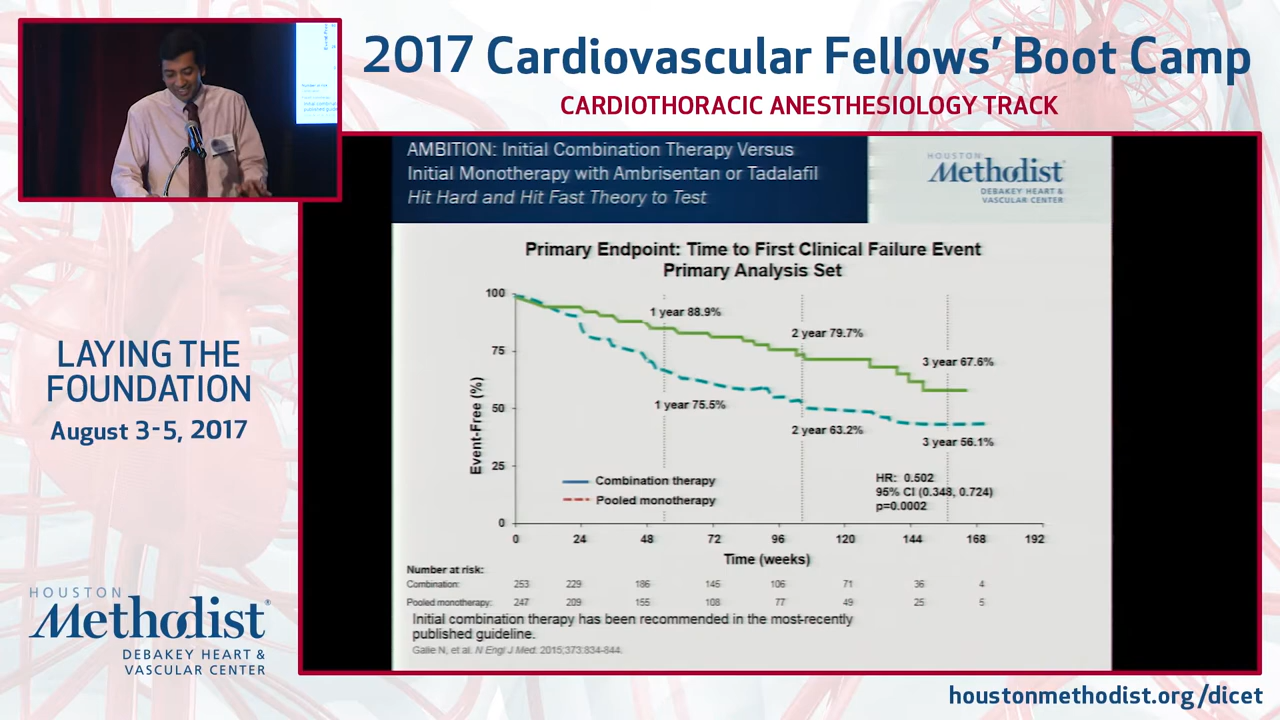 2017 Cardiovascular Fellows' Boot Camp
CARDIOTHORACIC ANESTHESIOLOGY TRACK
AMBITION: Initial Combination Therapy Versus
Initial Monotherapy with Ambrisentan or Tadalafil
Hit Hard and Hit Fast Theory to Test
HOUSTON
Methodist
DEBAKEY HEART &
VASCULAR CENTER
Primary Endpoint: Time to First Clinical Failure Event
Primary Analysis Set
Event-Free (%)
100
75
50
25
0
1 year 88.9%
2 year 79.7%
3 year 67.6%
1 year 75.5%
2 year 63.2%
3 year 56.1%
Combination therapy
Pooled monotherapy
HR: 0.502
95% CI (0.348, 0.724)
p=0.0002
0 24 48 72 96 120 144 168 192
Time (weeks)
Number at risk:
Combination: 253 229 186 145 106 71 36 4
Pooled monotherapy: 247 209 155 108 77 49 25 5
Initial combination therapy has been recommended in the most-recently
published guideline.
Galie N, et al. N Engl J Med. 2015;373:834-844.
LAYING THE
FOUNDATION
August 3-5, 2017
HOUSTON
Methodist®
DEBAKEY HEART &
VASCULAR CENTER
houstonmethodist.org/dicet